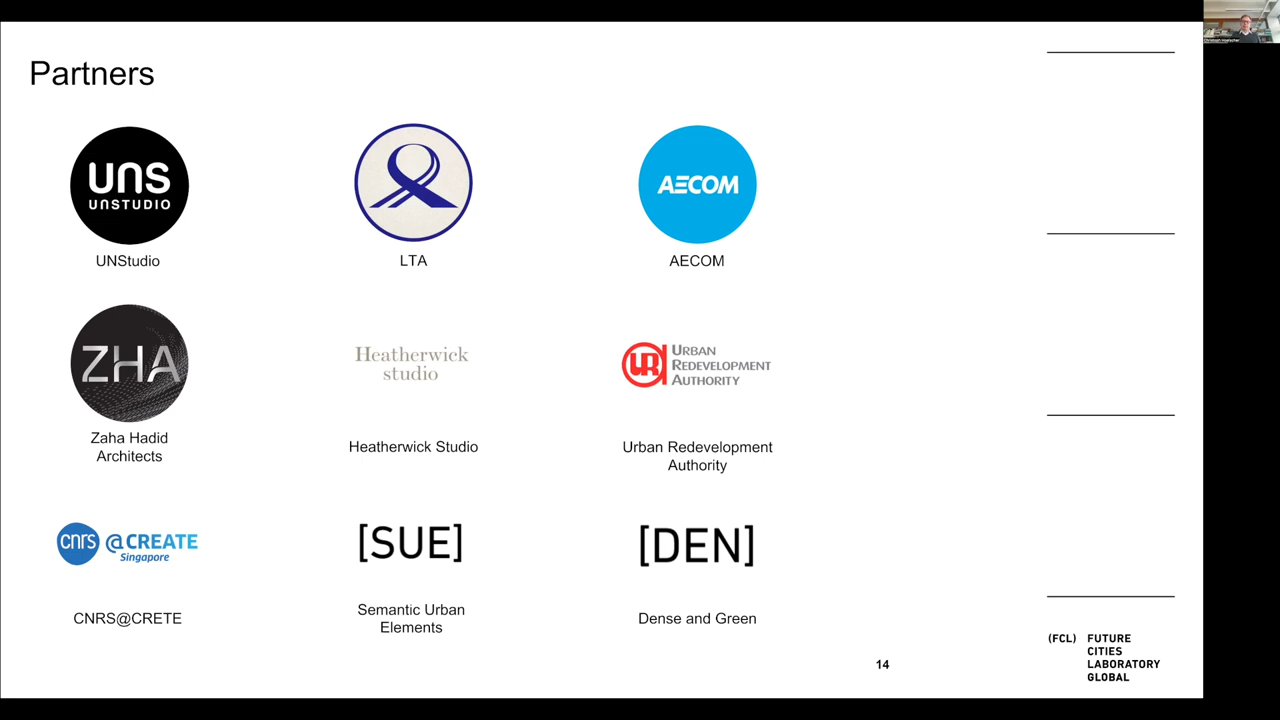 Partners
UNS
UNSTUDIO
AECOM
UNStudio
LTA
AECOM
ZHA
Heatherwick
studio
UR
URBAN
REDEVELOPMENT
AUTHORITY
Zaha Hadid
Architects
Heatherwick Studio
Urban Redevelopment
Authority
cnrs @CREATE
Singapore
[SUE]
[DEN]
CNRS@CRETE
Semantic Urban
Elements
Dense and Green
14
(FCL) FUTURE
CITIES
LABORATORY
GLOBAL